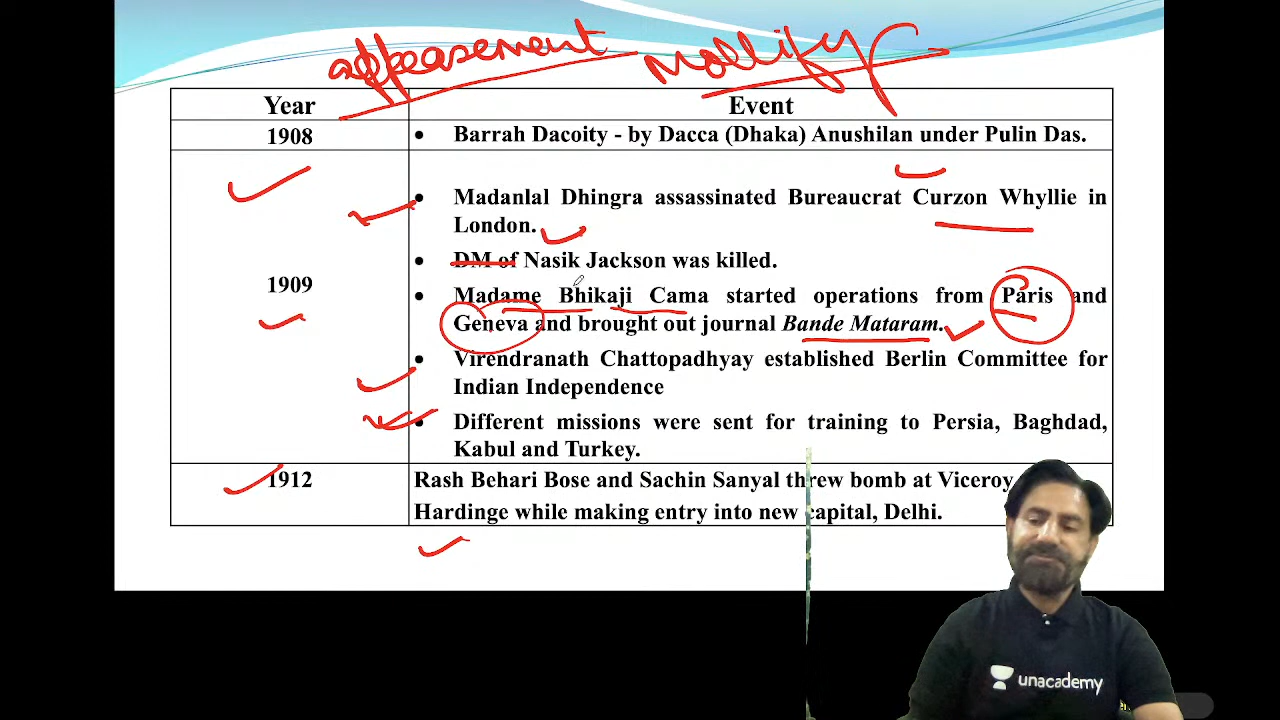 appeasement mollify
Year Event
1908 • Barrah Dacoity - by Dacca (Dhaka) Anushilan under Pulin Das.
• Madanlal Dhingra assassinated Bureaucrat Curzon Whyllie in
London.
• DM of Nasik Jackson was killed.
1909
• Madame Bhikaji Cama started operations from Paris and
Geneva and brought out journal Bande Mataram.
• Virendranath Chattopadhyay established Berlin Committee for
Indian Independence
• Different missions were sent for training to Persia, Baghdad,
Kabul and Turkey.
1912 Rash Behari Bose and Sachin Sanyal threw bomb at Viceroy
Hardinge while making entry into new capital, Delhi.
unacademy